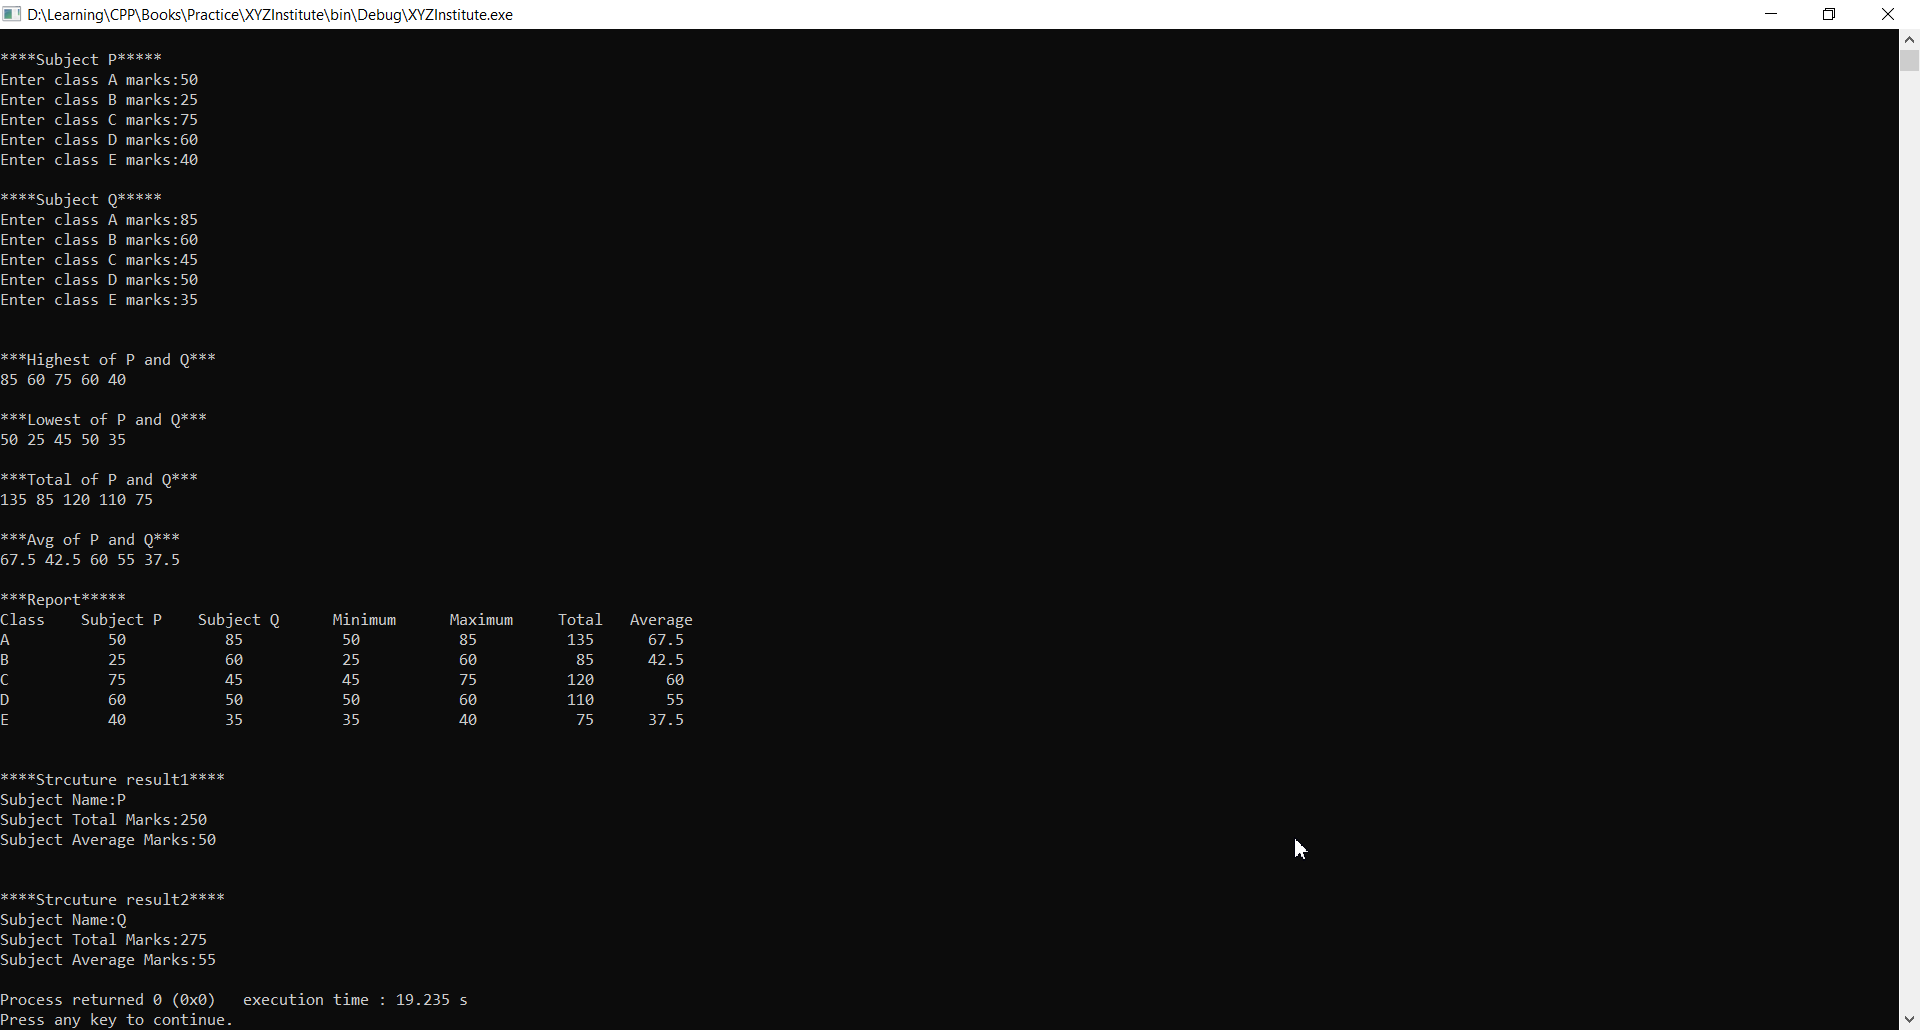 D:\Learning\CPP\Books\Practice\XYZInstitute\bin\Debug\XYZInstitute.exe
****Subject P*****
Enter class A marks:50
Enter class B marks:25
Enter class C marks:75
Enter class D marks:60
Enter class E marks:40
****Subject Q*****
Enter class A marks:85
Enter class B marks:60
Enter class C marks:45
Enter class D marks:50
Enter class E marks:35
***Highest of P and Q***
85 60 75 60 40
***Lowest of P and Q***
50 25 45 50 35
***Total of P and Q***
135 85 120 110 75
***Avg of P and Q***
67.5 42.5 60 55 37.5
***Report*****
Class    Subject P    Subject Q      Minimum      Maximum     Total   Average
A           50           85           50           85          135      67.5
B           25           60           25           60           85      42.5
C           75           45           45           75          120        60
D           60           50           50           60          110        55
E           40           35           35           40           75      37.5
****Strcuture result1****
Subject Name:P
Subject Total Marks:250
Subject Average Marks:50
****Strcuture result2****
Subject Name:Q
Subject Total Marks:275
Subject Average Marks:55
Process returned 0 (0x0)   execution time : 19.235 s
Press any key to continue.